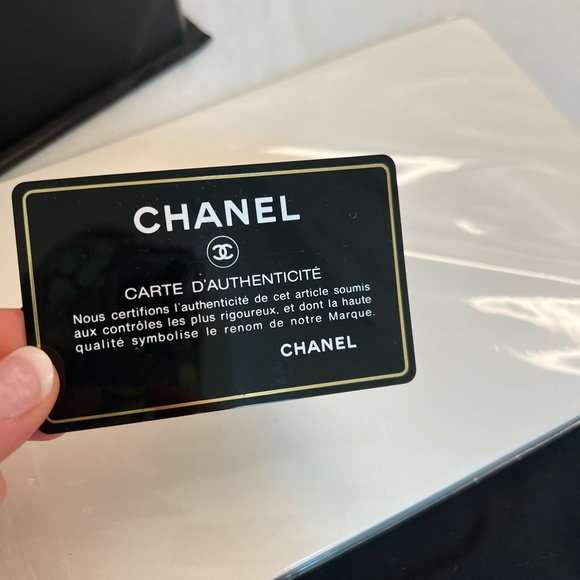 CHANEL
CARTE D'AUTHENTICITÉ
Nous certifions l'authenticité de cet article soumis
aux contrôles les plus rigoureux, et dont la haute
qualité symbolise le renom de notre Marque.
CHANEL